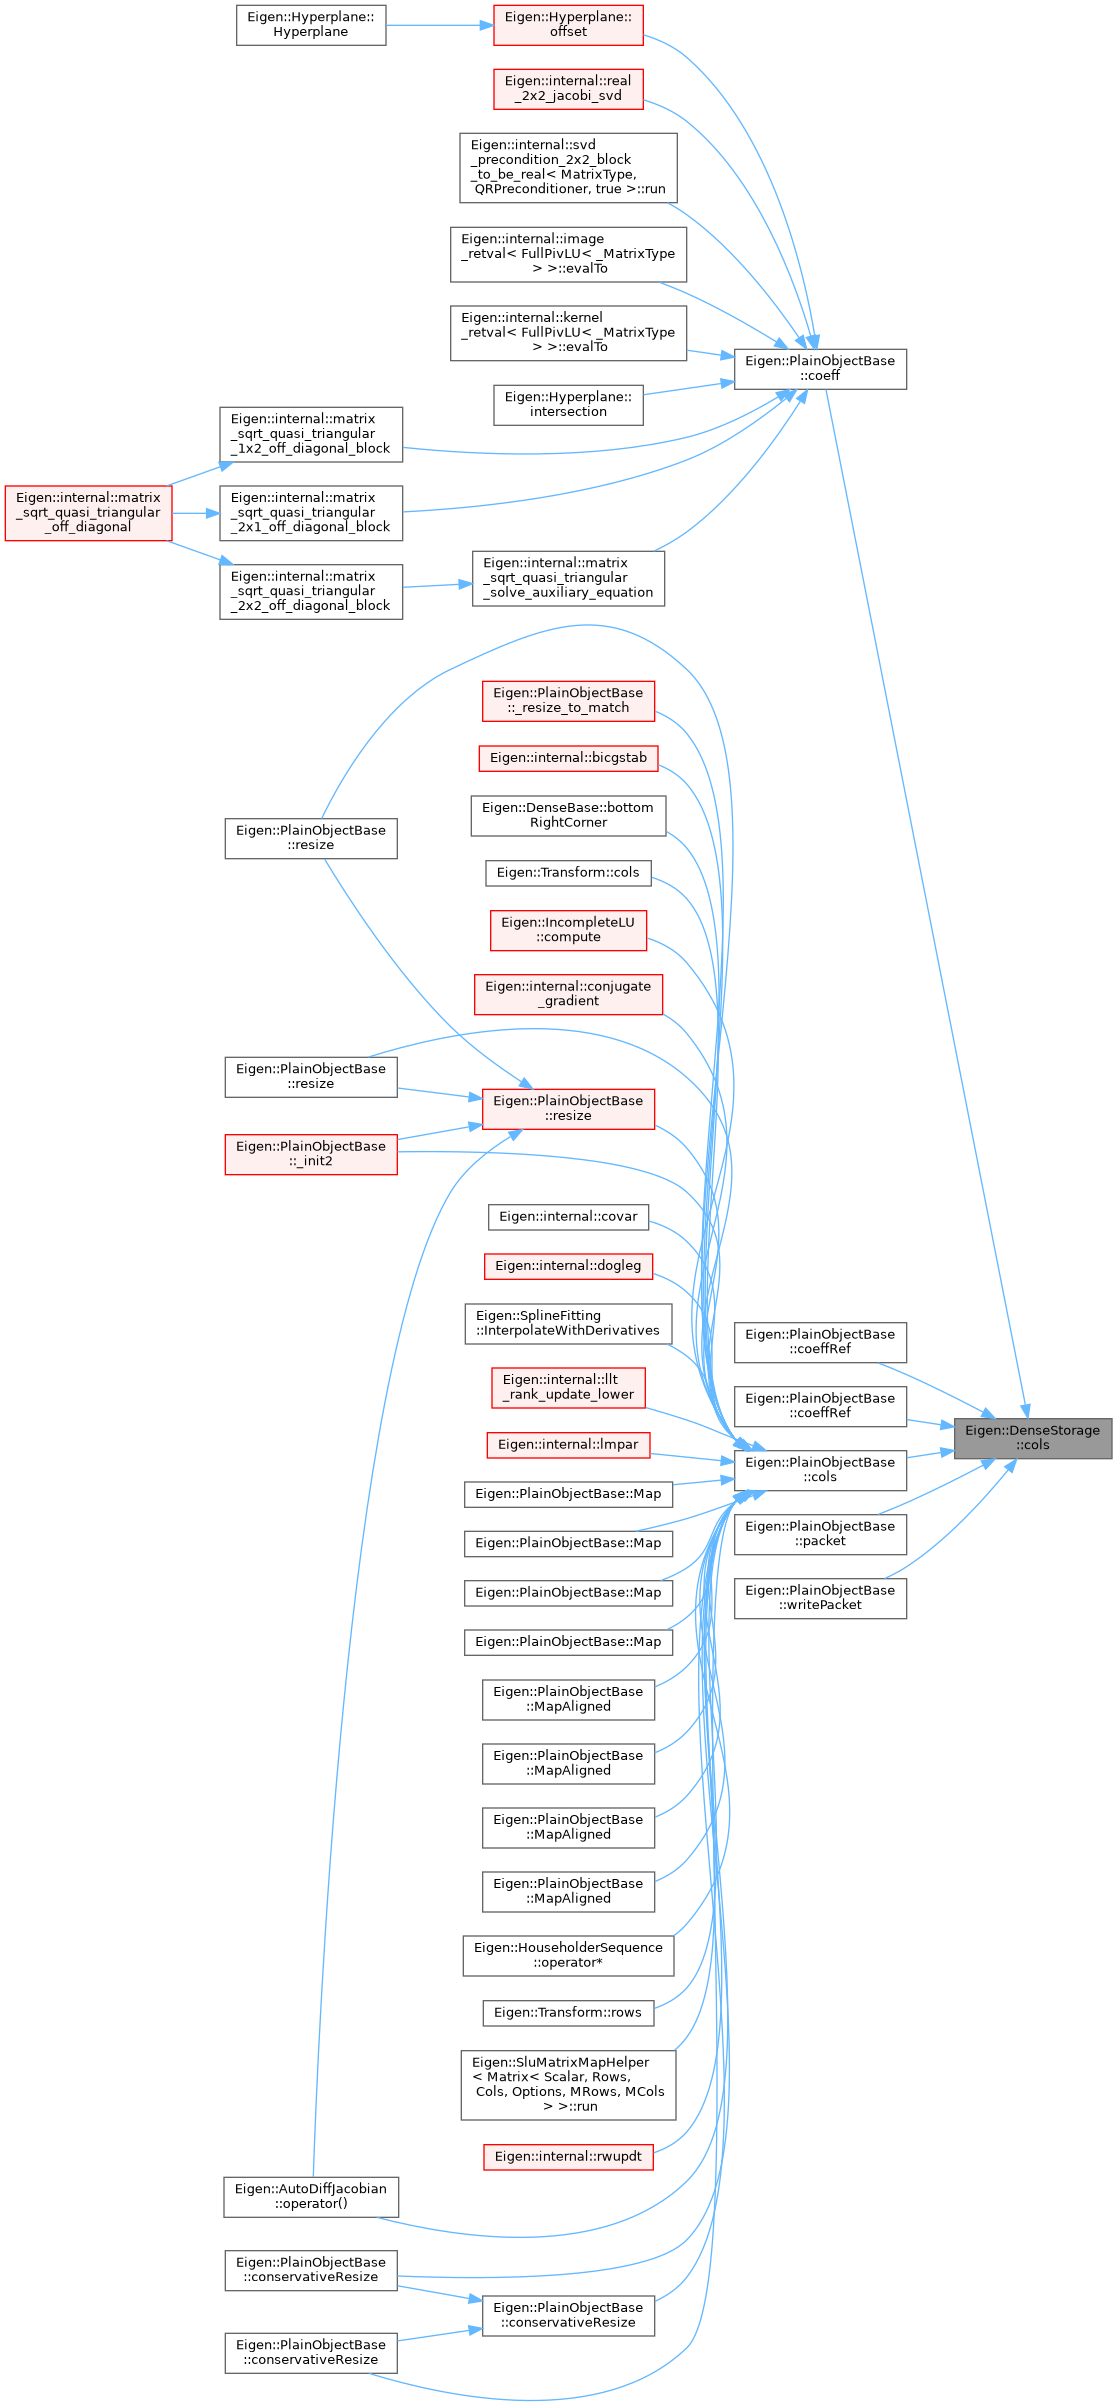 Eigen::Hyperplane::
Hyperplane
Eigen::Hyperplane::
offset
Eigen::internal::real
_2x2_jacobi_svd
Eigen::internal::svd
_precondition_2x2_block
_to_be_real< MatrixType,
QRPreconditioner, true >::run
Eigen::internal::image
_retval< FullPivLU< _MatrixType
> >::evalTo
Eigen::internal::kernel
_retval< FullPivLU< _MatrixType
> >::evalTo
Eigen::PlainObjectBase
::coeff
Eigen::Hyperplane::
intersection
Eigen::internal::matrix
_sqrt_quasi_triangular
_1x2_off_diagonal_block
Eigen::internal::matrix
_sqrt_quasi_triangular
_off_diagonal
Eigen::internal::matrix
_sqrt_quasi_triangular
_2x1_off_diagonal_block
Eigen::internal::matrix
_sqrt_quasi_triangular
_2x2_off_diagonal_block
Eigen::internal::matrix
_sqrt_quasi_triangular
_solve_auxiliary_equation
Eigen::PlainObjectBase
::_resize_to_match
Eigen::internal::bicgstab
Eigen::DenseBase::bottom
RightCorner
Eigen::PlainObjectBase
::resize
Eigen::Transform::cols
Eigen::IncompleteLU
::compute
Eigen::internal::conjugate
_gradient
Eigen::PlainObjectBase
::resize
Eigen::PlainObjectBase
::resize
Eigen::PlainObjectBase
::_init2
Eigen::internal::covar
Eigen::internal::dogleg
Eigen::SplineFitting
::InterpolateWithDerivatives
Eigen::PlainObjectBase
::coeffRef
Eigen::internal::llt
_rank_update_lower
Eigen::PlainObjectBase
::coeffRef
Eigen::DenseStorage
::cols
Eigen::internal::lmpar
Eigen::PlainObjectBase
::cols
Eigen::PlainObjectBase::Map
Eigen::PlainObjectBase
::packet
Eigen::PlainObjectBase::Map
Eigen::PlainObjectBase::Map
Eigen::PlainObjectBase
::writePacket
Eigen::PlainObjectBase::Map
Eigen::PlainObjectBase
::MapAligned
Eigen::PlainObjectBase
::MapAligned
Eigen::PlainObjectBase
::MapAligned
Eigen::PlainObjectBase
::MapAligned
Eigen::HouseholderSequence
::operator*
Eigen::Transform::rows
Eigen::SluMatrixMapHelper
< Matrix< Scalar, Rows,
Cols, Options, MRows, MCols
> >::run
Eigen::internal::rwupdt
Eigen::AutoDiffJacobian
::operator()
Eigen::PlainObjectBase
::conservativeResize
Eigen::PlainObjectBase
::conservativeResize
Eigen::PlainObjectBase
::conservativeResize